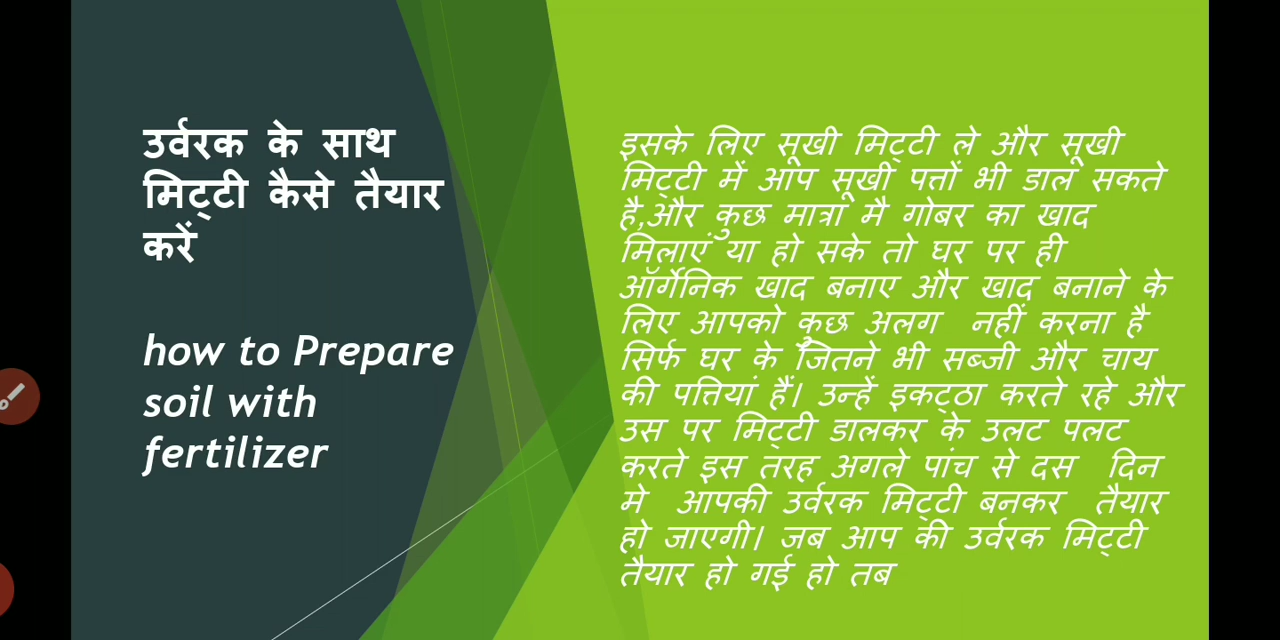 उर्वरक के साथ
मिट्टी कैसे तैयार
करें
how to Prepare
soil with
fertilizer
इसके लिए सूखी मिट्टी ले और सूखी
मिट्टी में आप सूखी पत्तों भी डाल सकते
है,और कुछ मात्रा मै गोबर का खाद
मिलाएं या हो सके तो घर पर ही
ऑर्गेनिक खाद बनाए और खाद बनाने के
लिए आपको कुछ अलग नहीं करना है
सिर्फ घर के जितने भी सब्जी और चाय
की पत्तियां हैं। उन्हें इकट्ठा करते रहे और
उस पर मिट्टी डालकर के उलट पलट
करते इस तरह अगले पांच से दस दिन
मे आपकी उर्वरक मिट्टी बनकर तैयार
हो जाएगी। जब आप की उर्वरक मिट्टी
तैयार हो गई हो तब